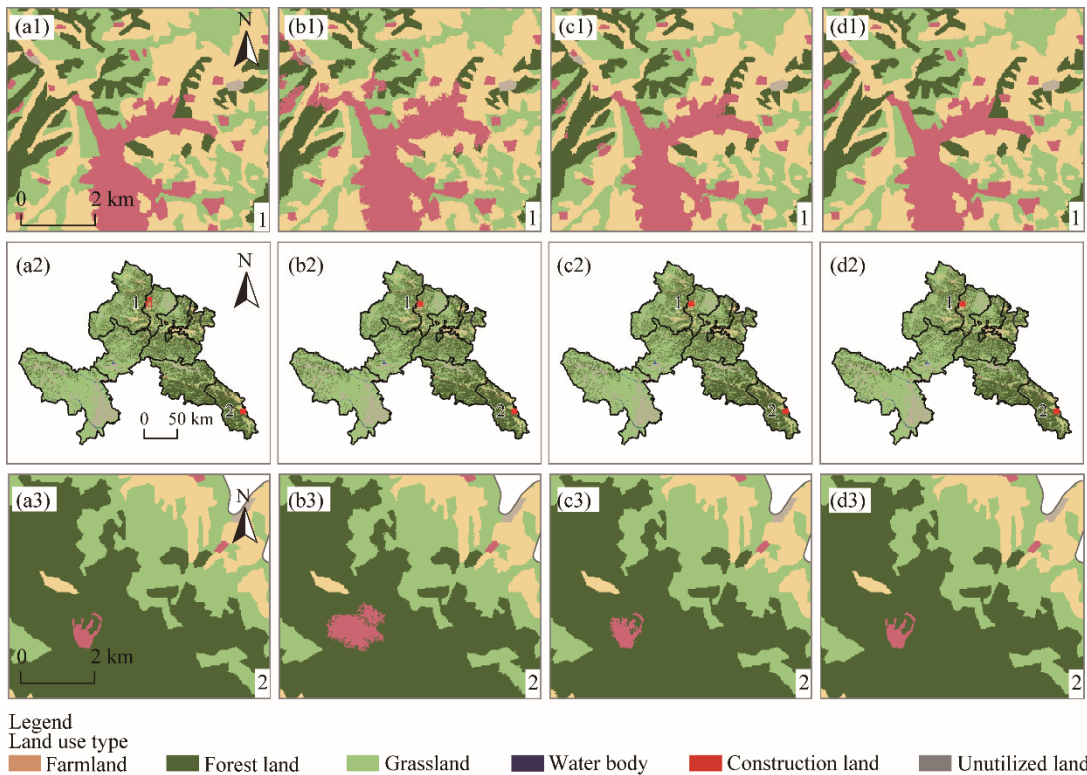 (a1) N (b1) (c1) (d1)
0 2 km 1 1 1 1
(a2) N (b2) (c2) (d2)
1 1 1 1
2 2 2 2
0 50 km
(a3) N (b3) (c3) (d3)
0 2 km 2 2 2 2
Legend
Land use type
Farmland Forest land Grassland Water body Construction land Unutilized land